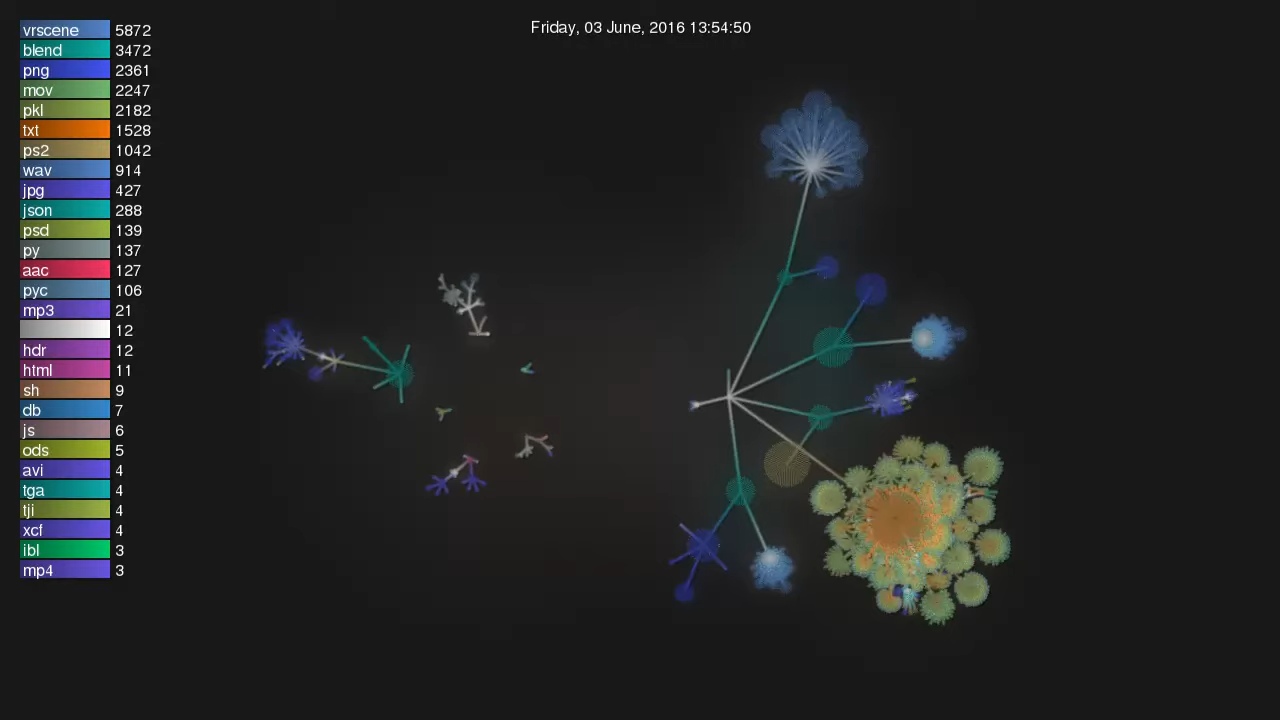 Friday, 03 June, 2016 13:54:50
vrscene 5872
blend 3472
png 2361
mov 2247
pkl 2182
txt 1528
ps2 1042
wav 914
jpg 427
json 288
psd 139
py 137
aac 127
pyc 106
mp3 21
12
hdr 12
html 11
sh 9
db 7
js 6
ods 5
avi 4
tga 4
tji 4
xcf 4
ibl 3
mp4 3